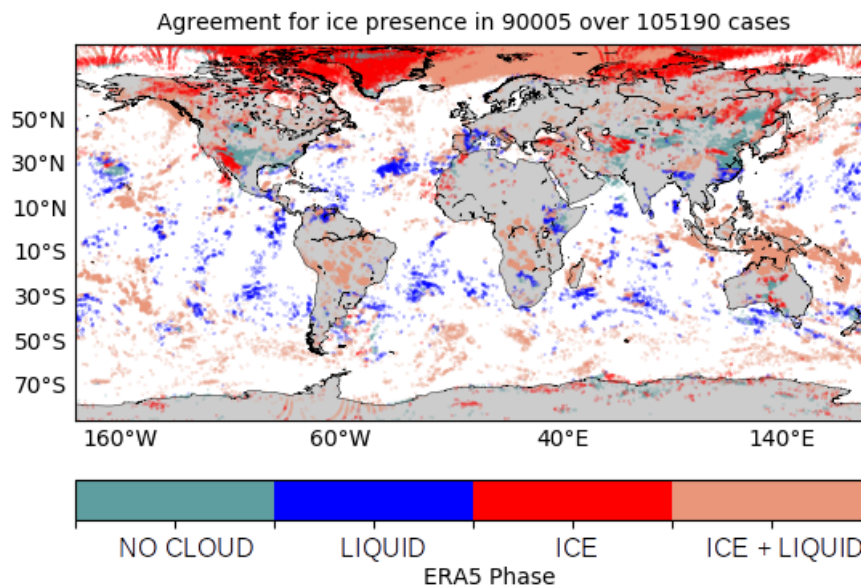 Agreement for ice presence in 90005 over 105190 cases
50°N
30°N
10°N
10°S
30°S
50°S
70°S
160°W 60°W 40°E 140°E
NO CLOUD LIQUID ICE ICE + LIQUID
ERA5 Phase